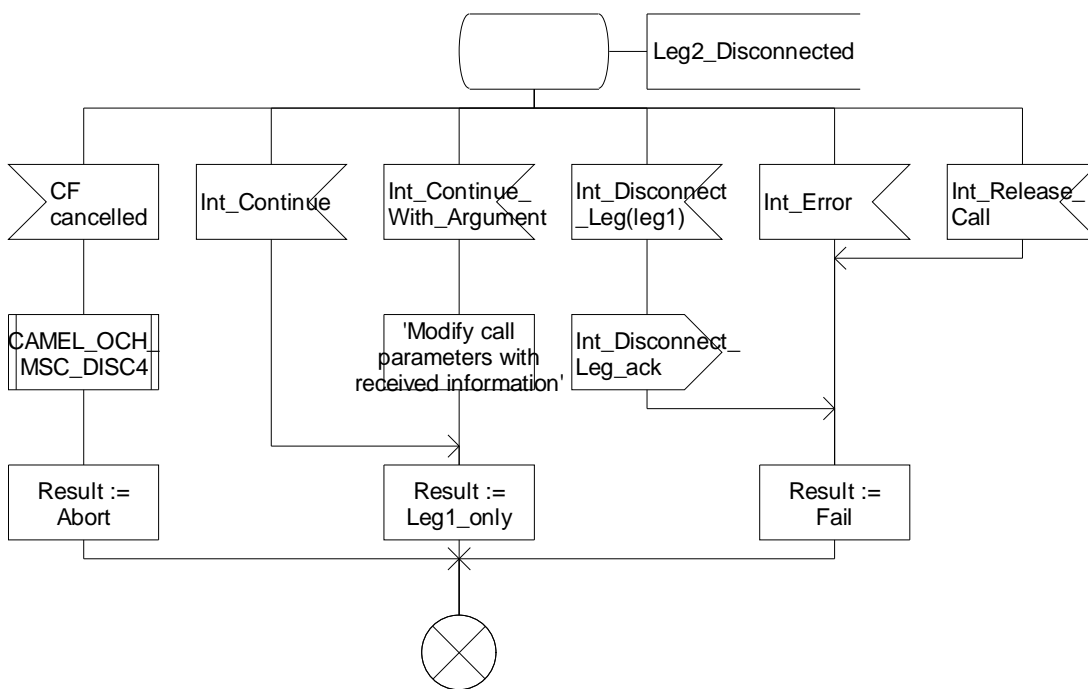 Leg2_Disconnected
CF
cancelled
Int_Continue
Int_Continue_
With_Argument
Int_Disconnect
_Leg(leg1)
Int_Error
Int_Release_
Call
CAMEL_OCH_
MSC_DISC4
'Modify call
parameters with
received information'
Int_Disconnect_
Leg_ack
Result :=
Abort
Result :=
Leg1_only
Result :=
Fail